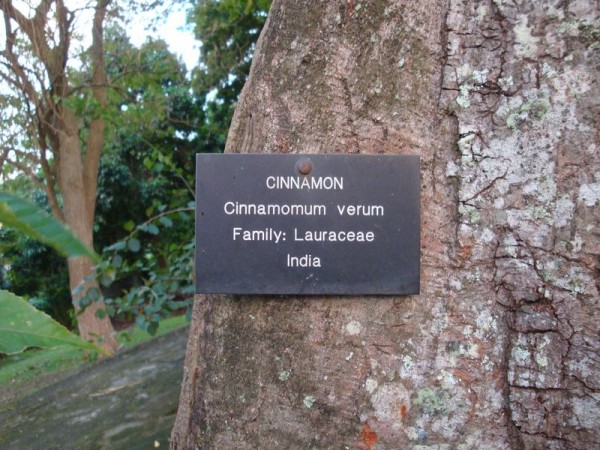 CINNAMON
Cinnamomum verum
Family: Lauraceae
India